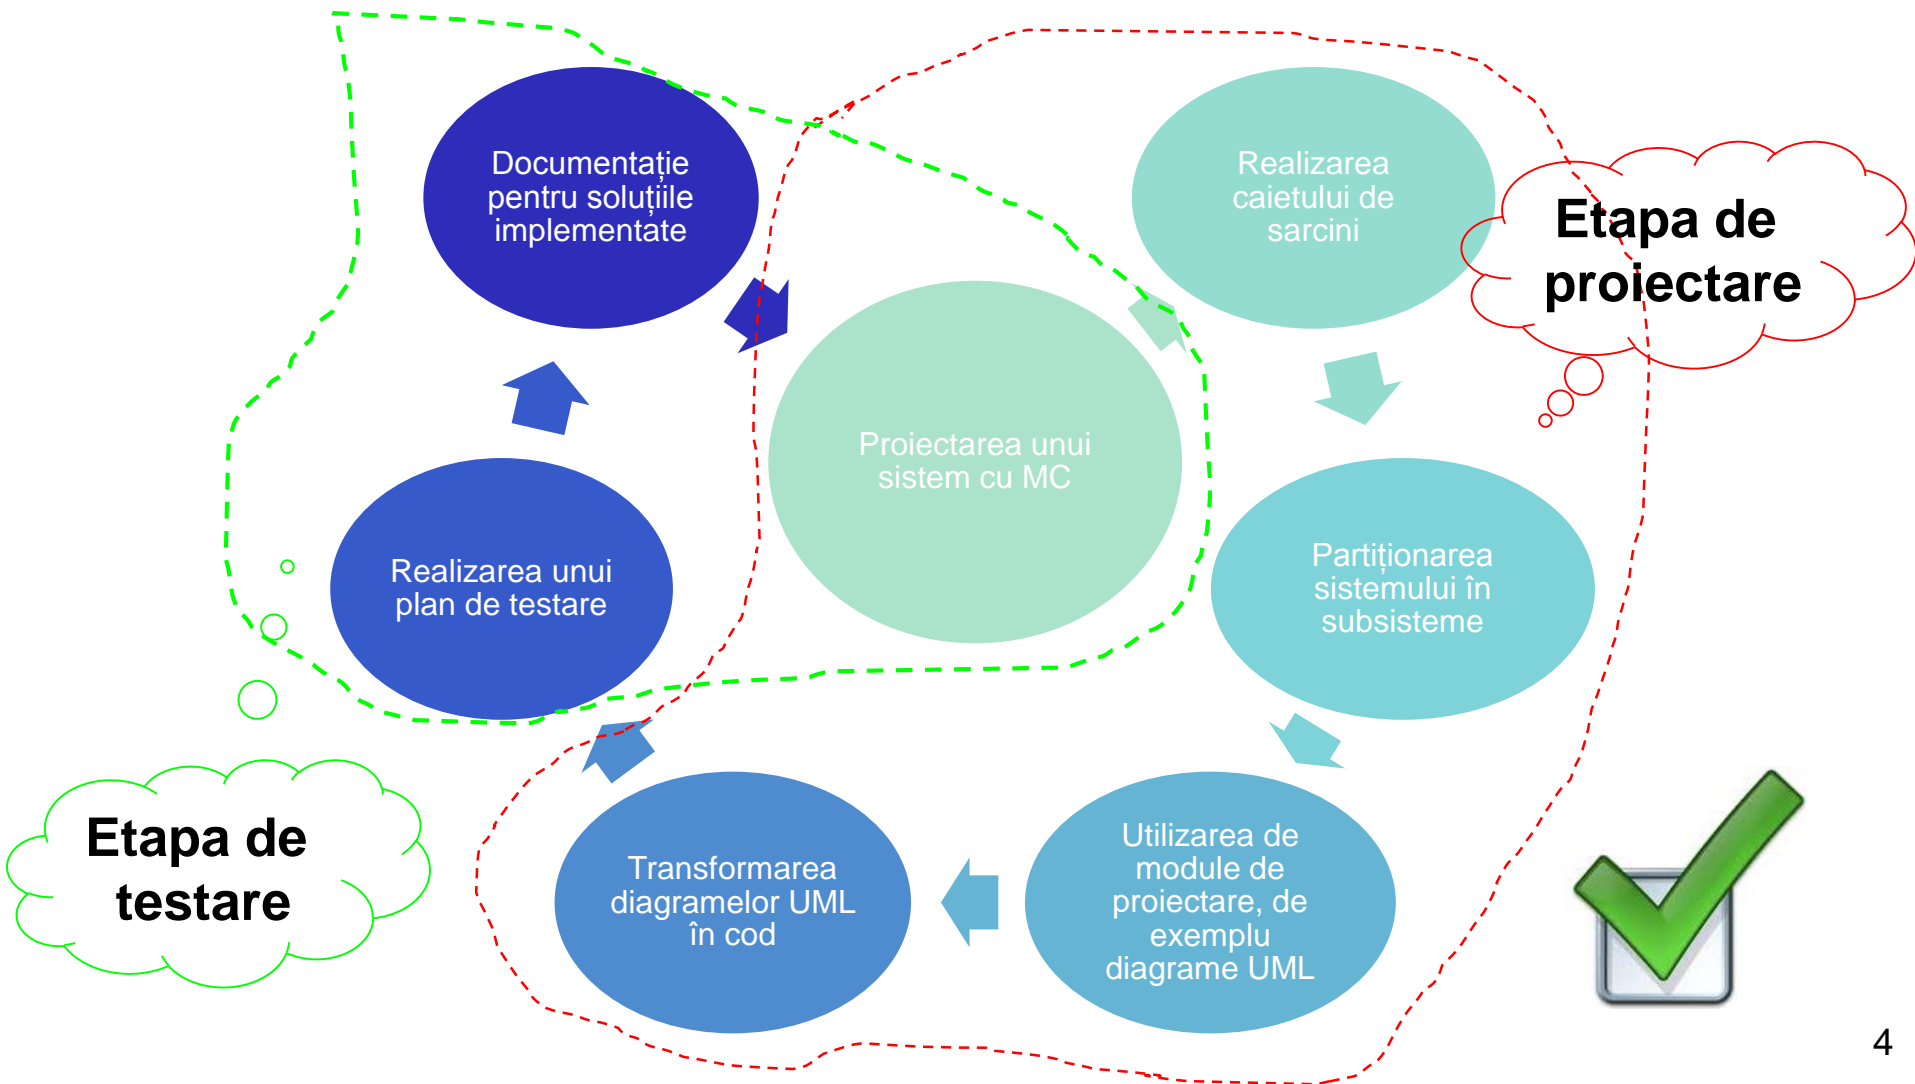 Documentație
pentru soluțiile
implementate
Realizarea
caietului de
sarcini
Etapa de
proiectare
Proiectarea unui
sistem cu MC
Realizarea unui
plan de testare
Partiționarea
sistemului în
subsisteme
Etapa de
testare
Transformarea
diagramelor UML
în cod
Utilizarea de
module de
proiectare, de
exemplu
diagrame UML
4